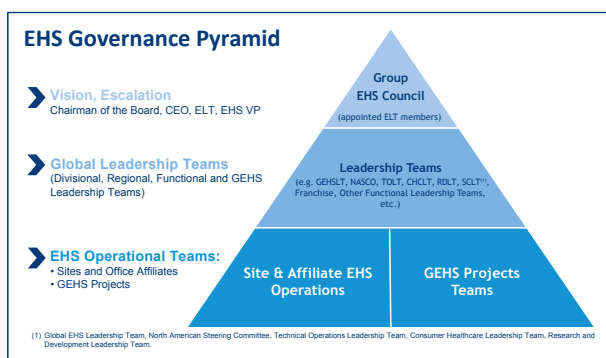 EHS Governance Pyramid
Vision, Escalation
Chairman of the Board, CEO, ELT, EHS VP
Global Leadership Teams
(Divisional, Regional, Functional and GEHS
Leadership Teams)
EHS Operational Teams:
• Sites and Office Affiliates
• GEHS Projects
Group
EHS Council
(appointed ELT members)
Leadership Teams
(e.g. GEHSLT, NASCO, TOLT, CHCLT, RDLT, SCLT⁽¹⁾,
Franchise, Other Functional Leadership Teams,
etc.)
Site & Affiliate EHS
Operations
GEHS Projects
Teams
(1) Global EHS Leadership Team, North American Steering Committee, Technical Operations Leadership Team, Consumer Healthcare Leadership Team, Research and
Development Leadership Team.